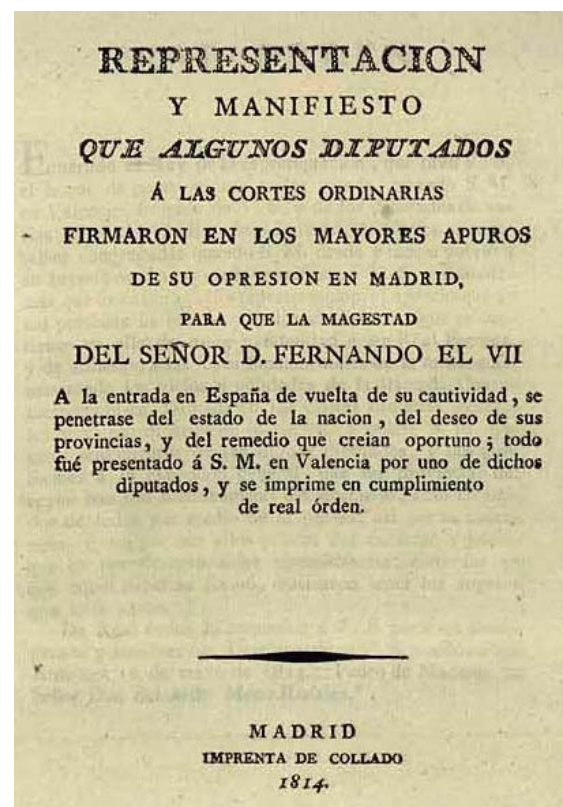 REPRESENTACION
Y MANIFIESTO
QUE ALGUNOS DIPUTADOS
Á LAS CORTES ORDINARIAS
FIRMARON EN LOS MAYORES APUROS
DE SU OPRESION EN MADRID,
PARA QUE LA MAGESTAD
DEL SEÑOR D. FERNANDO EL VII
A la entrada en España de vuelta de su cautividad, se
penetrase del estado de la nacion, del deseo de sus
provincias, y del remedio que creian oportuno; todo
fué presentado á S. M. en Valencia por uno de dichos
diputados, y se imprime en cumplimiento
de real órden.
MADRID
IMPRENTA DE COLLADO
1814.